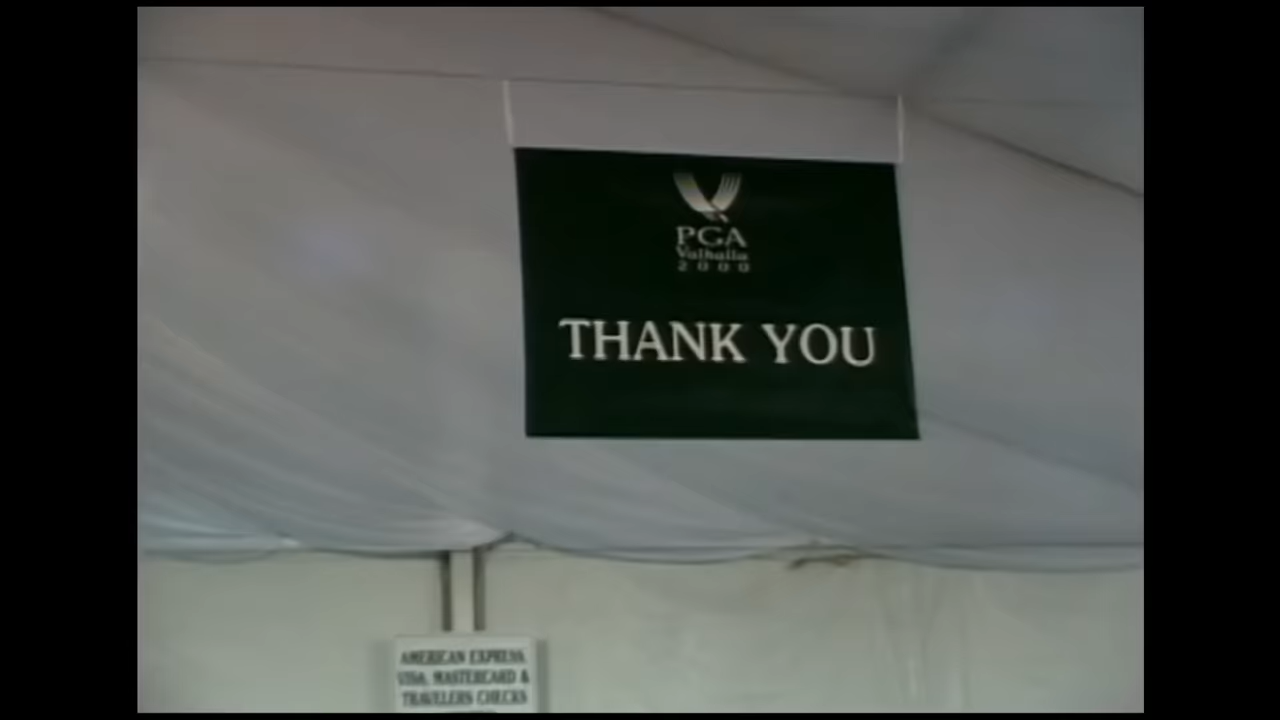 PGA
Valhalla
2000
THANK YOU
AMERICAN EXPRESS
VISA, MASTERCARD &
TRAVELERS CHECKS